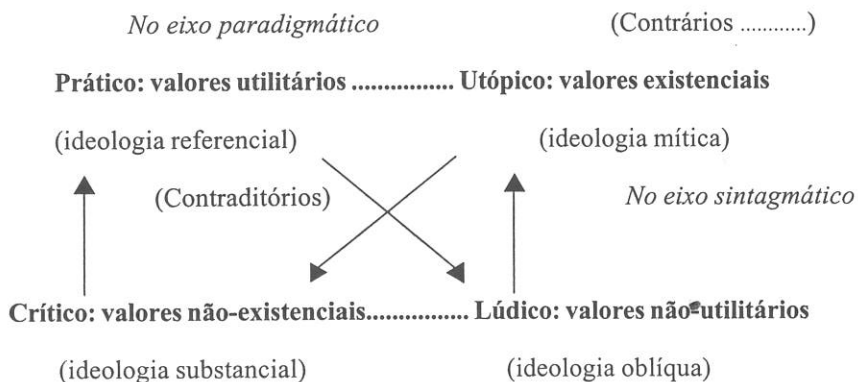 No eixo paradigmático (Contrários ............)
Prático: valores utilitários ................ Utópico: valores existenciais
(ideologia referencial) (ideologia mítica)
(Contraditórios) No eixo sintagmático
Crítico: valores não-existenciais................ Lúdico: valores não-utilitários
(ideologia substancial) (ideologia oblíqua)